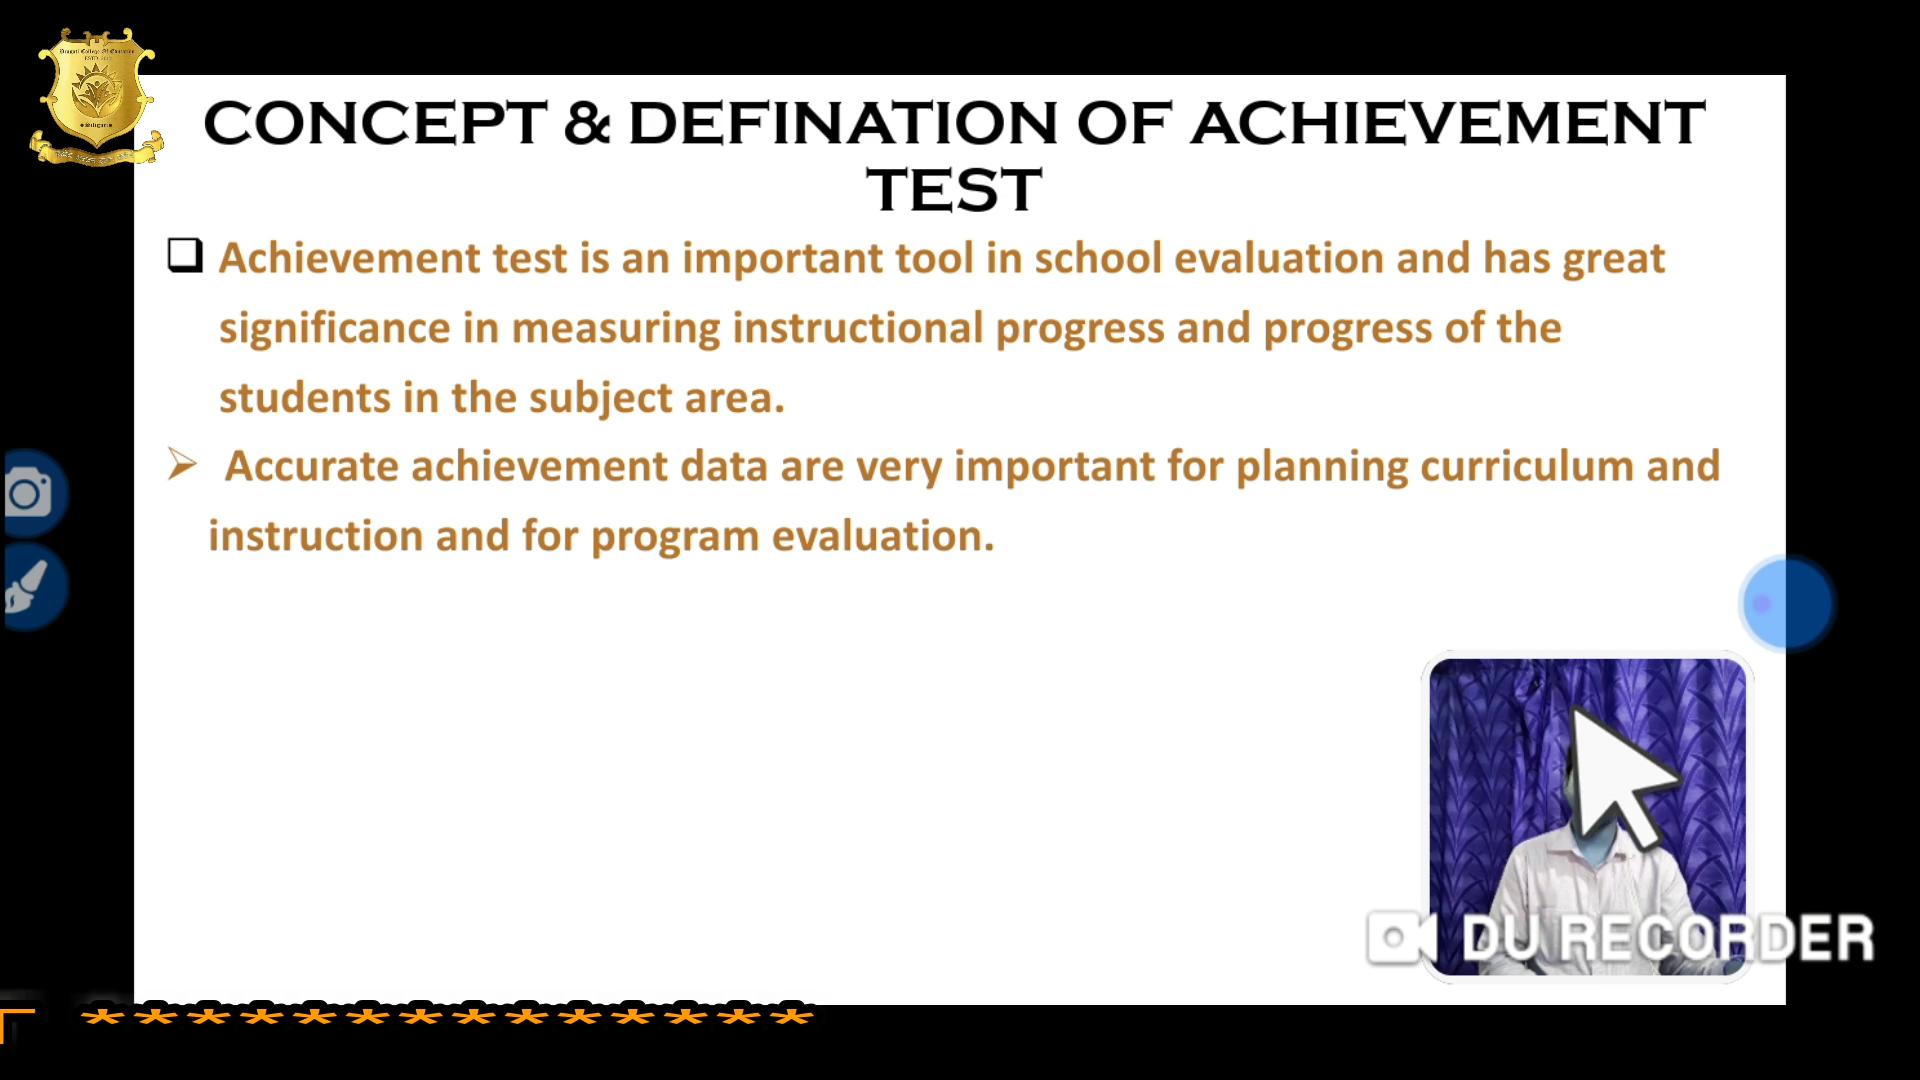 CONCEPT & DEFINATION OF ACHIEVEMENT
TEST
Achievement test is an important tool in school evaluation and has great
significance in measuring instructional progress and progress of the
students in the subject area.
Accurate achievement data are very important for planning curriculum and
instruction and for program evaluation.
DU RECORDER